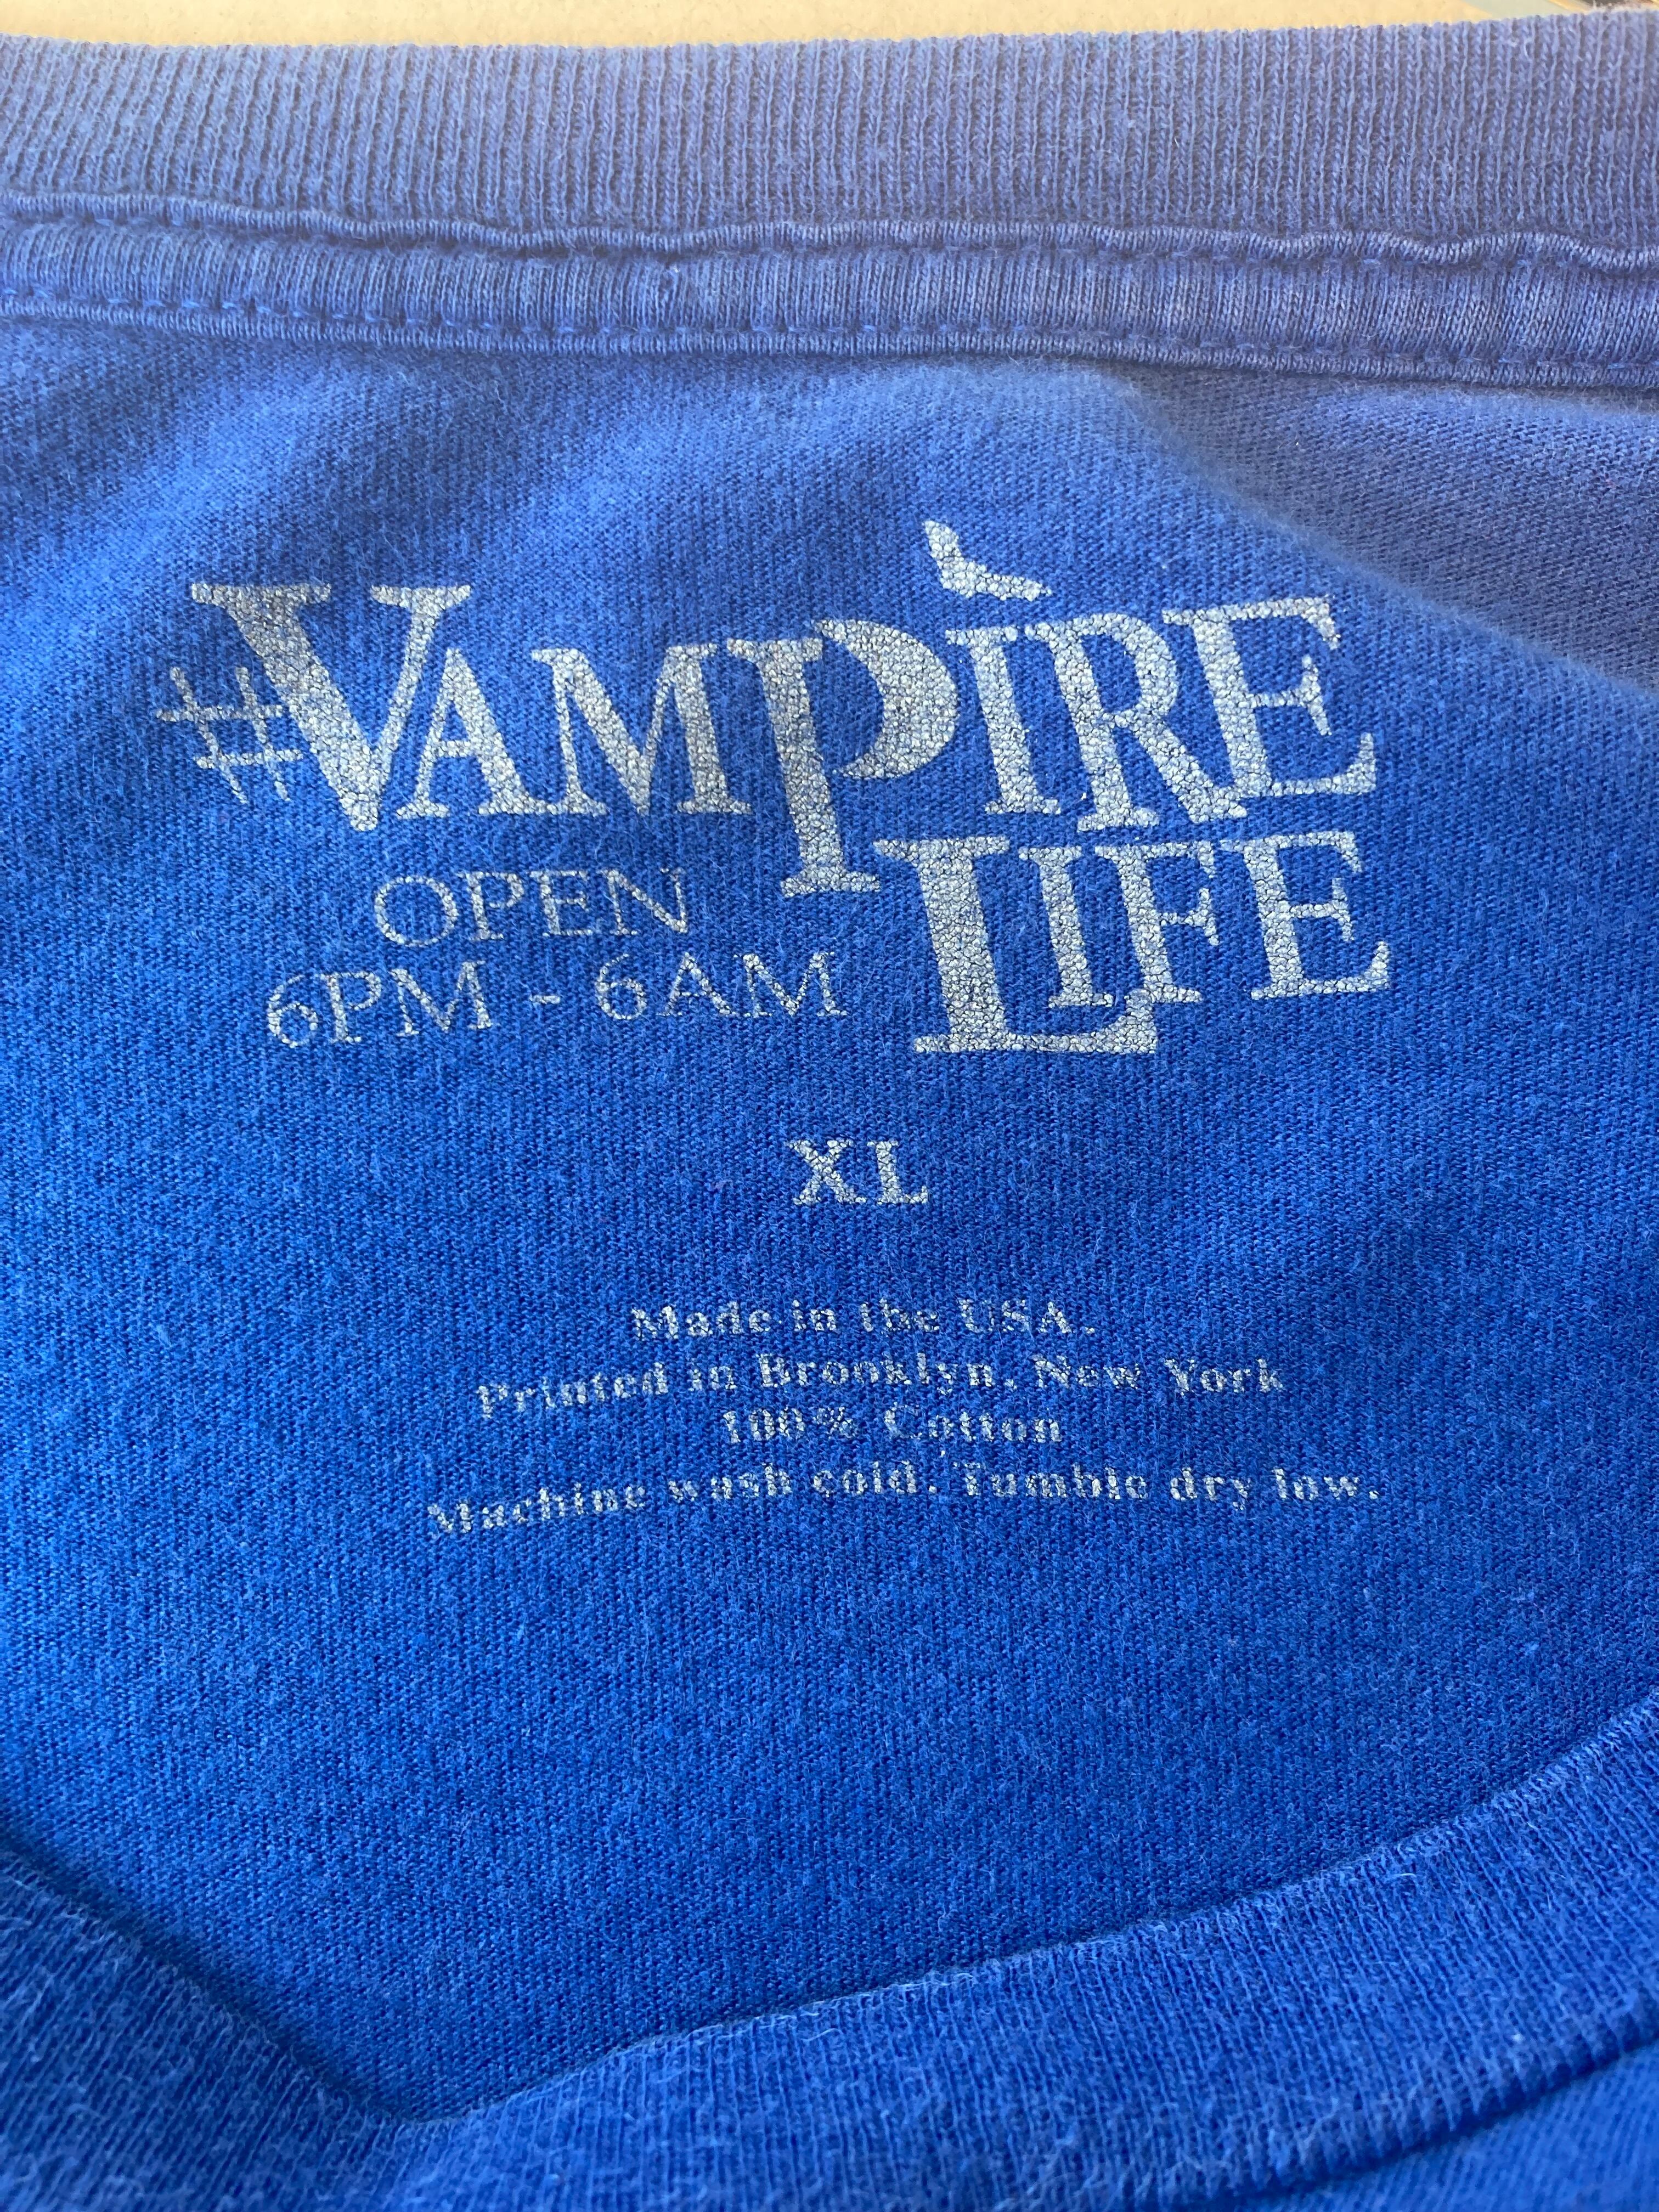 #VAMPIRE
LIFE
OPEN
6PM - 6AM
XL
Made in the USA.
Printed in Brooklyn, New York
100% Cotton
Machine wash cold. Tumble dry low.